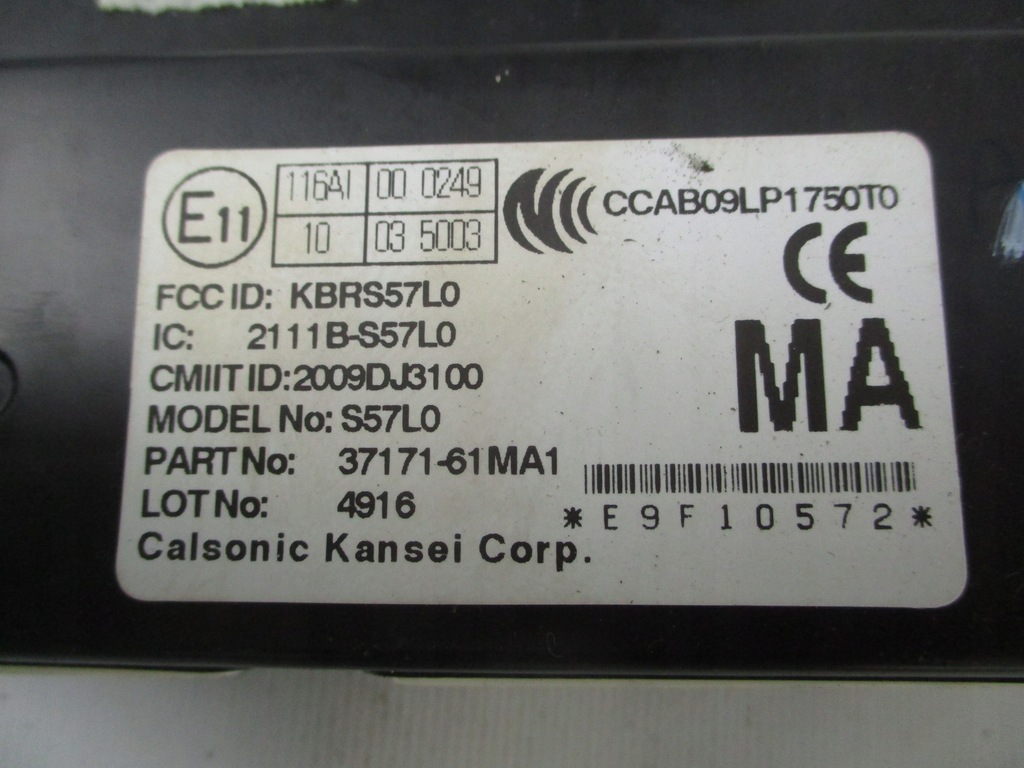 E11 116AI 00 0249
10 03 5003
CCAB09LP1750T0
CE
FCC ID: KBRS57L0
IC: 2111B-S57L0
CMIIT ID:2009DJ3100
MODEL No: S57L0
PART No: 37171-61MA1
LOT No: 4916
MA
*E9F10572*
Calsonic Kansei Corp.